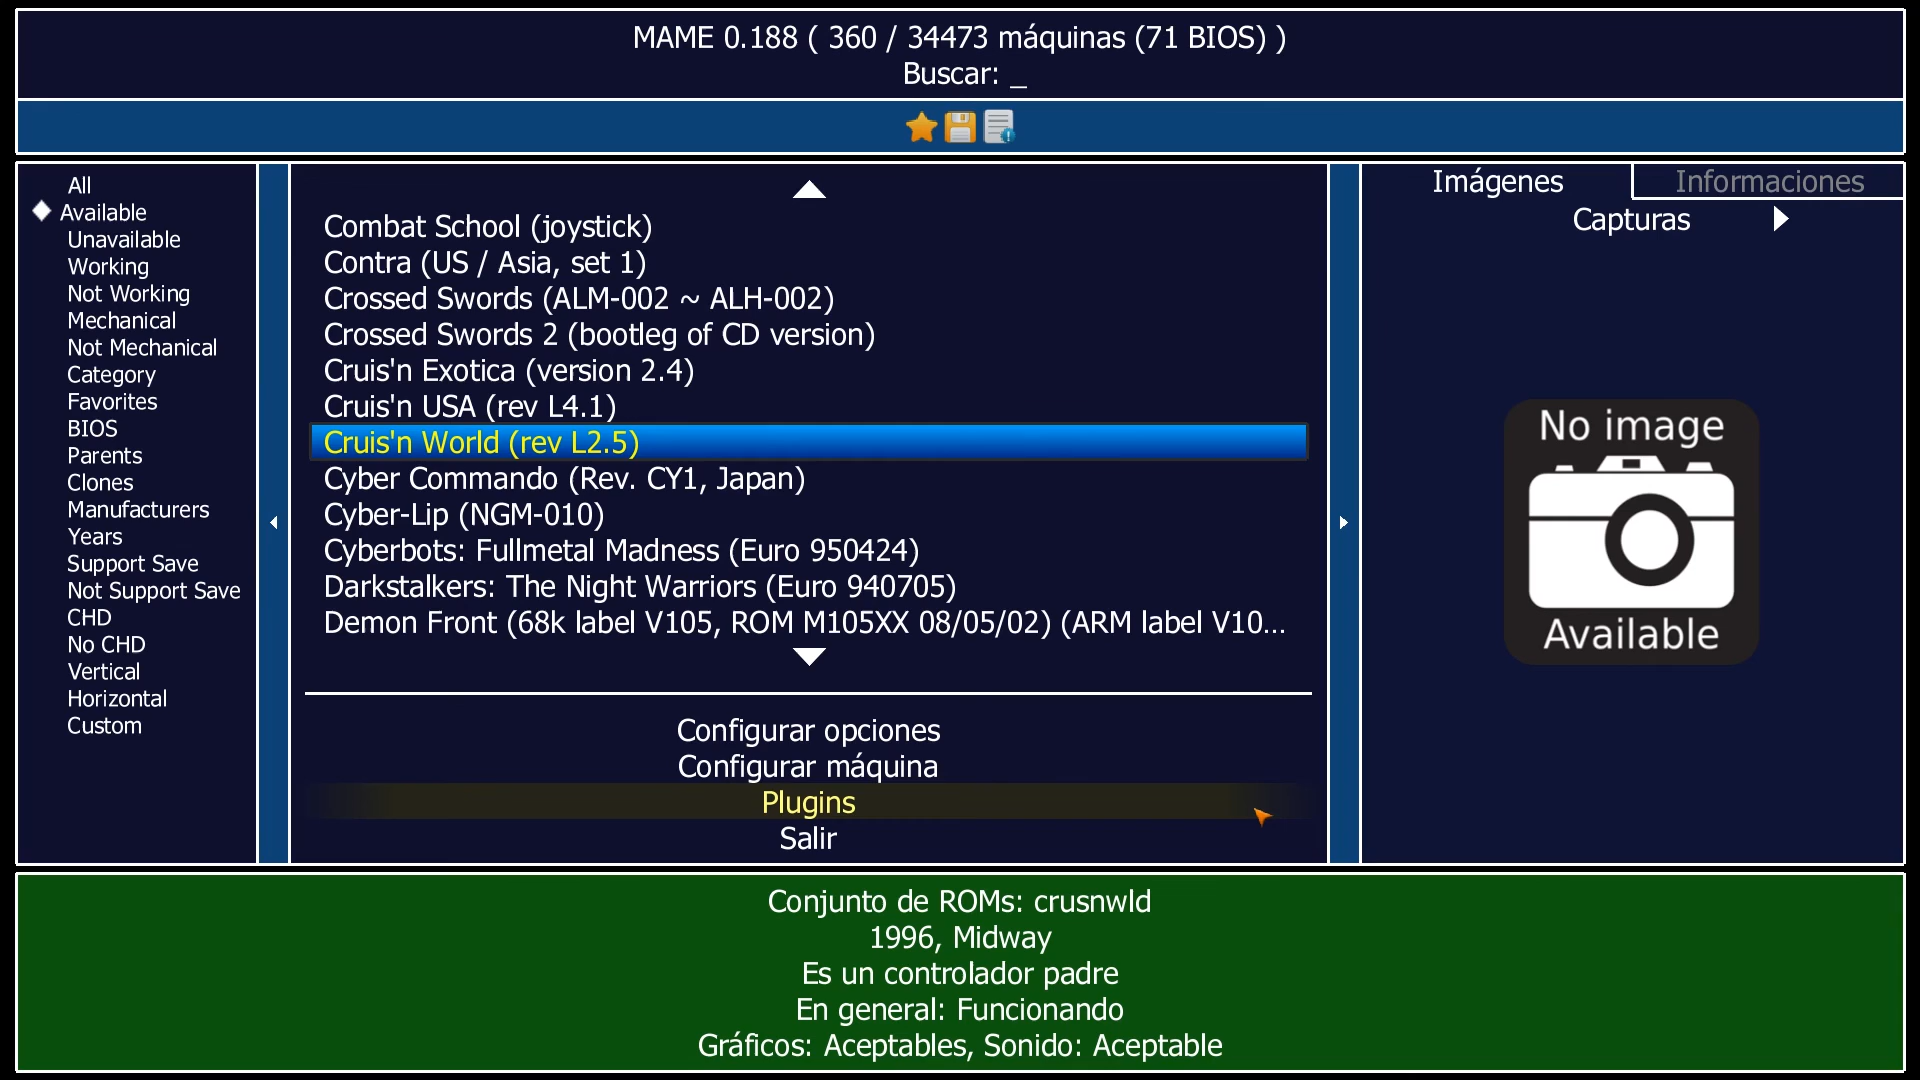 MAME 0.188 ( 360 / 34473 máquinas (71 BIOS) )
Buscar: _
All
Available
Unavailable
Working
Not Working
Mechanical
Not Mechanical
Category
Favorites
BIOS
Parents
Clones
Manufacturers
Years
Support Save
Not Support Save
CHD
No CHD
Vertical
Horizontal
Custom
Combat School (joystick)
Contra (US / Asia, set 1)
Crossed Swords (ALM-002 ~ ALH-002)
Crossed Swords 2 (bootleg of CD version)
Cruis'n Exotica (version 2.4)
Cruis'n USA (rev L4.1)
Cruis'n World (rev L2.5)
Cyber Commando (Rev. CY1, Japan)
Cyber-Lip (NGM-010)
Cyberbots: Fullmetal Madness (Euro 950424)
Darkstalkers: The Night Warriors (Euro 940705)
Demon Front (68k label V105, ROM M105XX 08/05/02) (ARM label V10...
Configurar opciones
Configurar máquina
Plugins
Salir
Imágenes
Informaciones
Capturas
No image
Available
Conjunto de ROMs: crusnwld
1996, Midway
Es un controlador padre
En general: Funcionando
Gráficos: Aceptables, Sonido: Aceptable